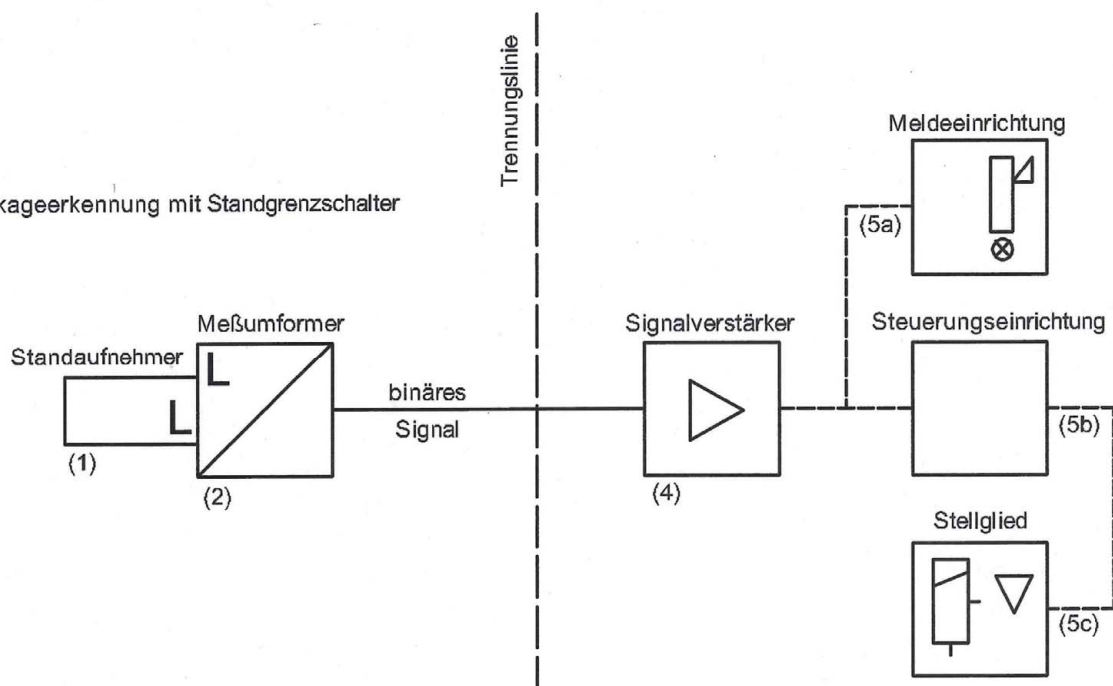 Trennungslinie
kageerkennung mit Standgrenzschalter
Meldeeinrichtung
(5a)
Meßumformer
Standaufnehmer
L
L
(1)
(2)
binäres
Signal
Signalverstärker
(4)
Steuerungseinrichtung
(5b)
Stellglied
(5c)